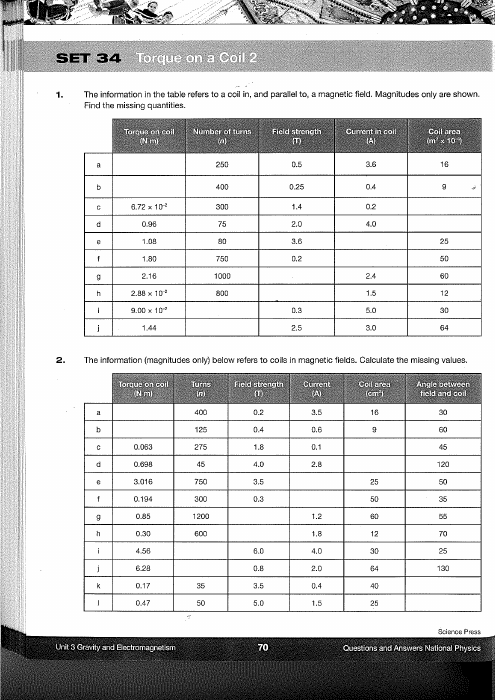 SET 34 Torque on a Coil 2
1. The information in the table refers to a coil in, and parallel to, a magnetic field. Magnitudes only are shown.
Find the missing quantities.
Torque on coil (N m) Number of turns (n) Field strength (T) Current in coil (A) Coil area
a 250 0.5 3.6 16
b 400 0.25 0.4 9
c 6.72 × 10⁻² 300 1.4 0.2
d 0.96 75 2.0 4.0
e 1.08 80 3.6 25
f 1.80 750 0.2 50
g 2.16 1000 2.4 60
h 800 1.5 12
i 0.3 5.0 30
j 1.44 2.5 3.0 64
2. The information (magnitudes only) below refers to coils in magnetic fields. Calculate the missing values.
Torque on coil (N m) Turns (n) Field strength (T) Current (A) Coil area (cm²) Angle between field and coil
a 400 0.2 3.5 16 30
b 125 0.4 0.6 9 60
c 0.063 275 1.8 0.1 45
d 0.698 45 4.0 2.8 120
e 3.016 750 3.5 25 50
f 0.194 300 0.3 50 35
g 0.85 1200 1.2 60 55
h 0.30 600 1.8 12 70
i 4.56 6.0 4.0 30 25
j 6.28 0.8 2.0 64 130
k 0.17 35 3.5 0.4 40
l 0.47 50 5.0 1.5 25
Science Press
Unit 3 Gravity and Electromagnetism 70 Questions and Answers National Physics